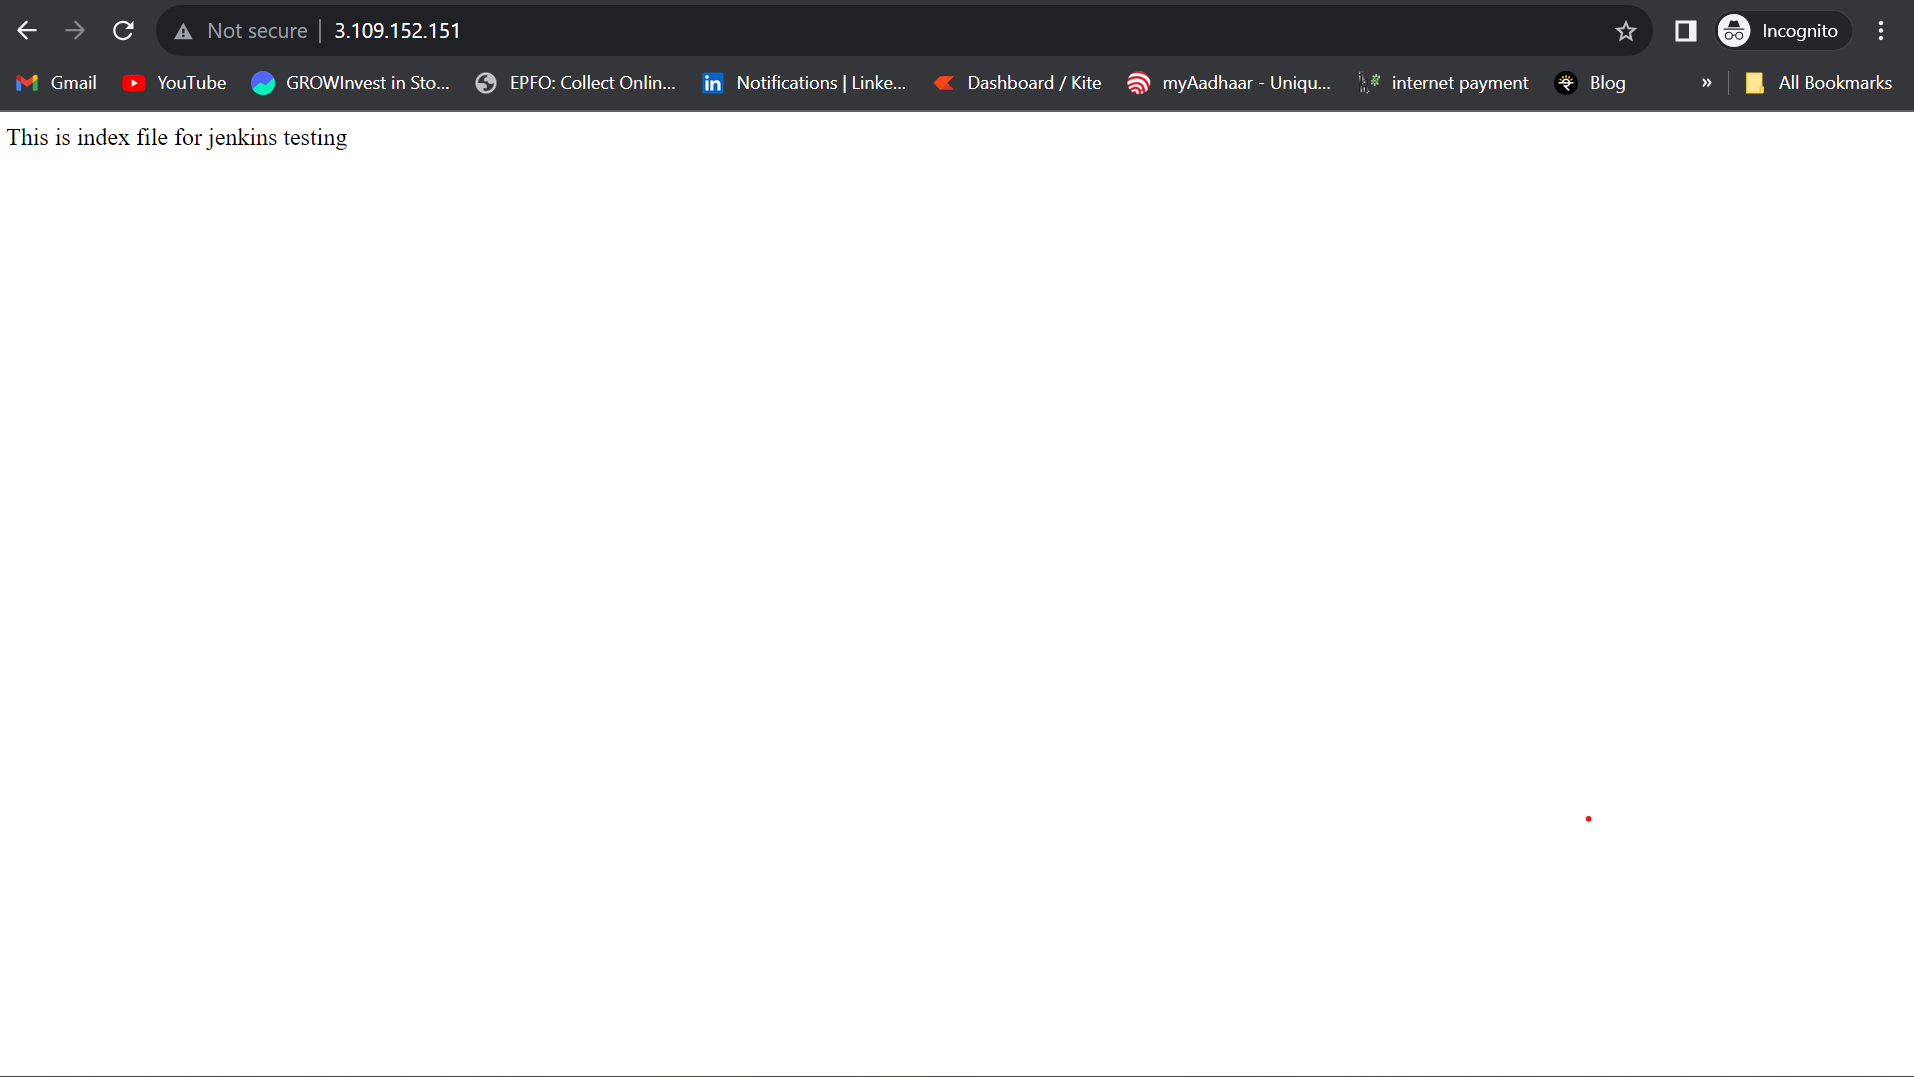 Not secure 3.109.152.151 Incognito
Gmail YouTube GROWInvest in Sto... EPFO: Collect Onlin... in Notifications | Linke... Dashboard / Kite myAadhaar - Uniqu... internet payment Blog » All Bookmarks
This is index file for jenkins testing